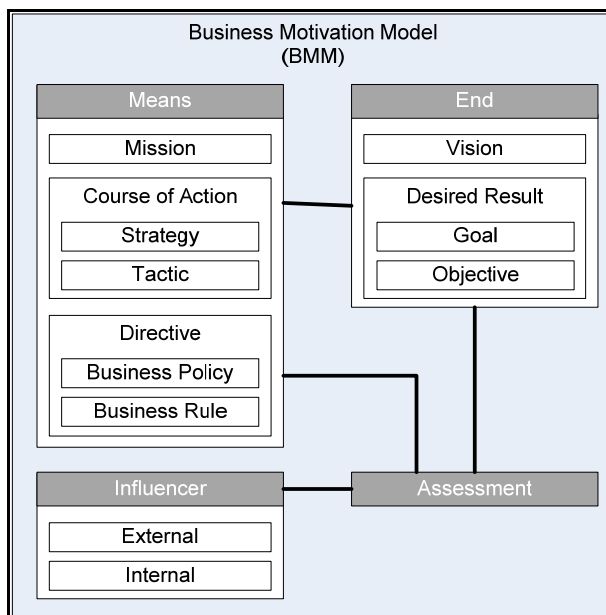 Business Motivation Model
(BMM)
Means
Mission
Course of Action
Strategy
Tactic
Directive
Business Policy
Business Rule
End
Vision
Desired Result
Goal
Objective
Influencer
External
Internal
Assessment